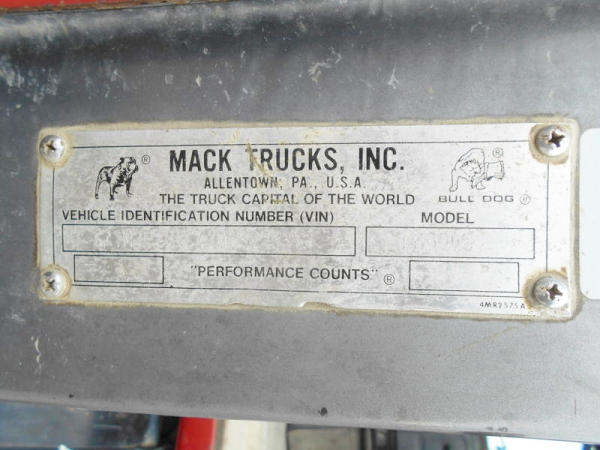 ® MACK TRUCKS, INC. ®
ALLENTOWN, PA., U.S.A.
THE TRUCK CAPITAL OF THE WORLD BULL DOG ®
VEHICLE IDENTIFICATION NUMBER (VIN) MODEL
"PERFORMANCE COUNTS" ®
4MR2575A